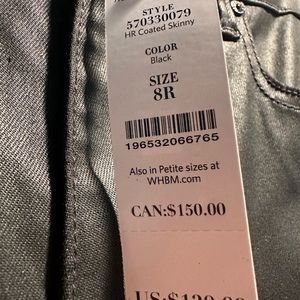 STYLE
570330079
HR Coated Skinny
COLOR
Black
SIZE
8R
196532066765
Also in Petite sizes at
WHBM.com
CAN:$150.00